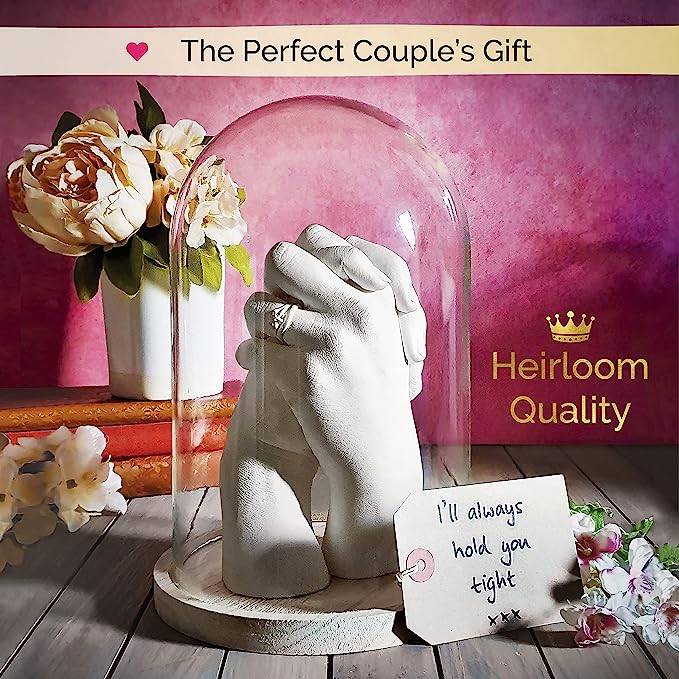 The Perfect Couple's Gift
Heirloom
Quality
I'll always
hold you
tight
xxx